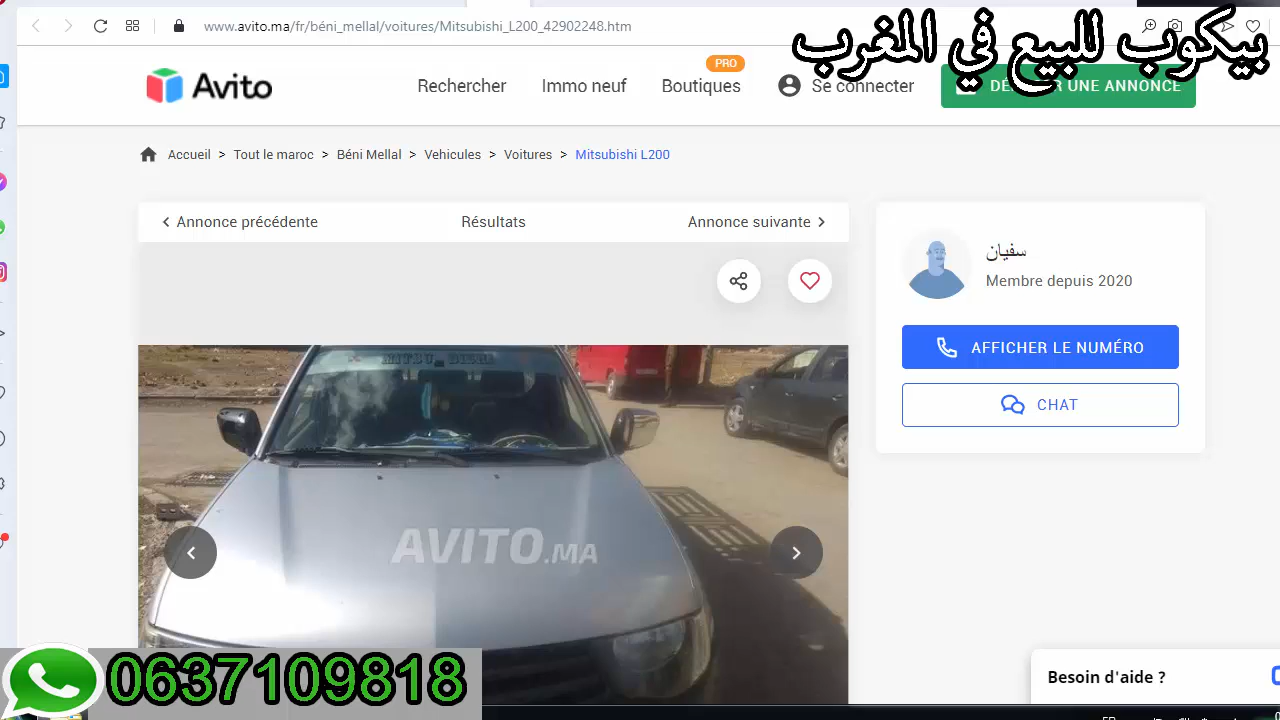 www.avito.ma/fr/béni_mellal/voitures/Mitsubishi_L200_42902248.htm
بيكوب للبيع في المغرب
Avito
Rechercher
Immo neuf
PRO
Boutiques
Se connecter
UNE ANNONCE
Accueil > Tout le maroc > Béni Mellal > Vehicules > Voitures > Mitsubishi L200
Annonce précédente
Résultats
Annonce suivante
سفيان
Membre depuis 2020
AFFICHER LE NUMÉRO
CHAT
AVITO.MA
0637109818
Besoin d'aide ?